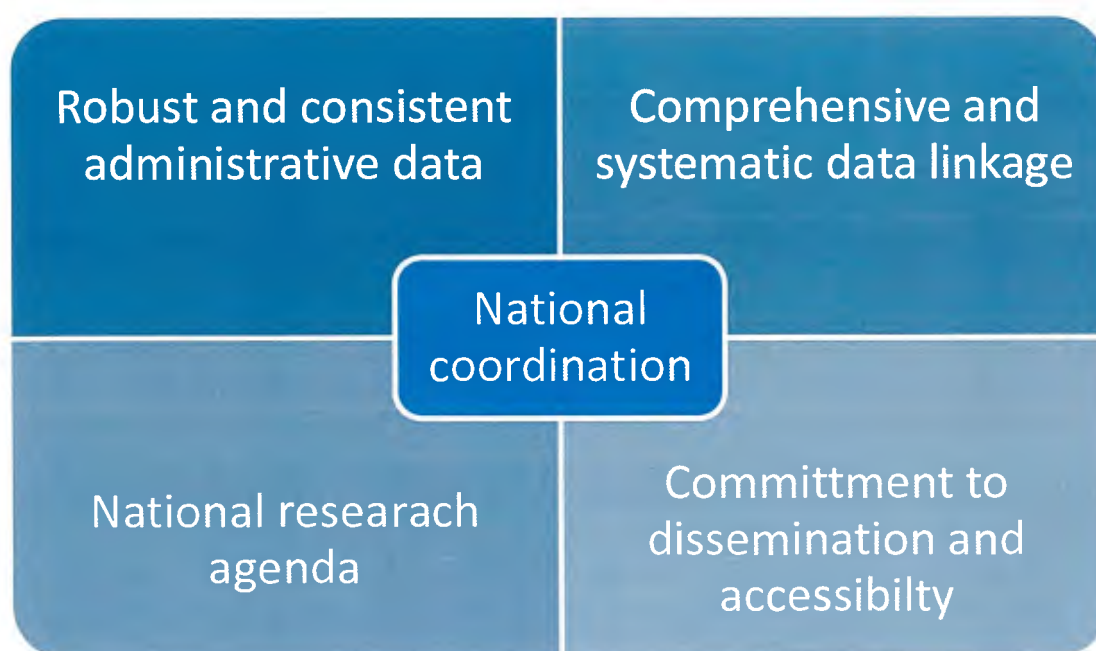 Robust and consistent
administrative data
Comprehensive and
systematic data linkage
National
coordination
National researach
agenda
Committment to
dissemination and
accessibilty